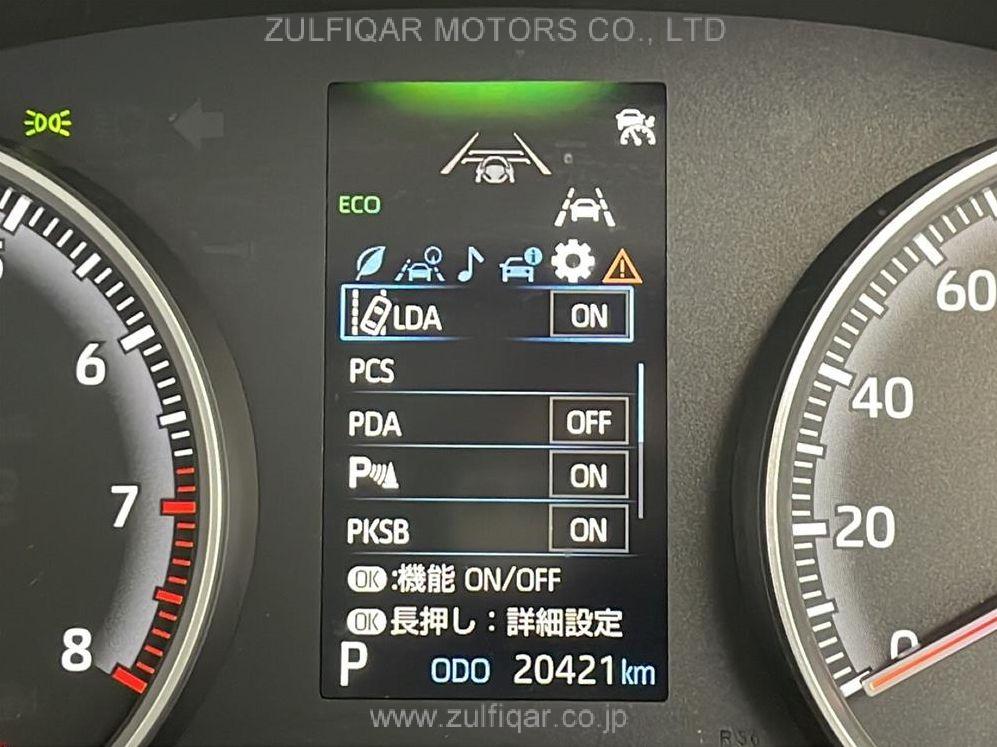 ZULFIQAR MOTORS CO., LTD
ECO
LDA ON
PCS
PDA OFF
P ON
PKSB ON
OK:機能 ON/OFF
OK長押し:詳細設定
P ODO 20421km
6
7
8
60
40
20
0
www.zulfiqar.co.jp